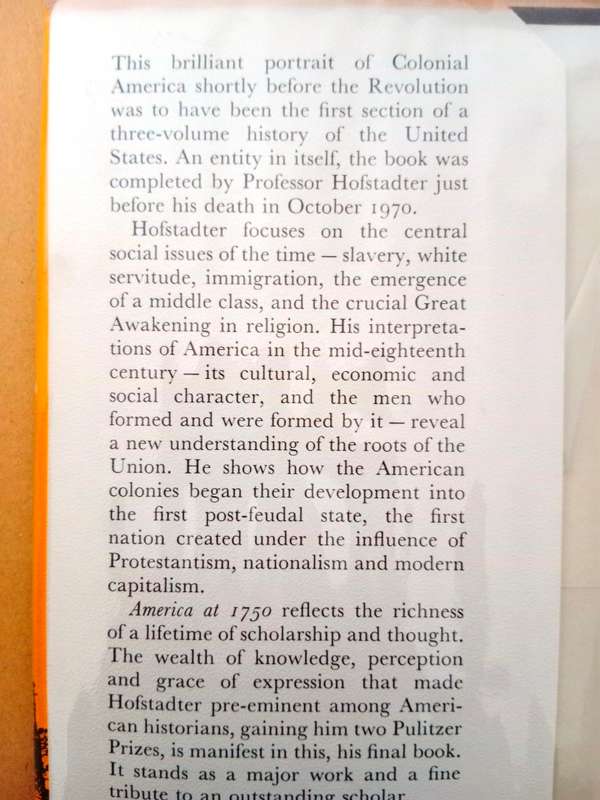 This brilliant portrait of Colonial
America shortly before the Revolution
was to have been the first section of a
three-volume history of the United
States. An entity in itself, the book was
completed by Professor Hofstadter just
before his death in October 1970.
Hofstadter focuses on the central
social issues of the time — slavery, white
servitude, immigration, the emergence
of a middle class, and the crucial Great
Awakening in religion. His interpreta-
tions of America in the mid-eighteenth
century — its cultural, economic and
social character, and the men who
formed and were formed by it — reveal
a new understanding of the roots of the
Union. He shows how the American
colonies began their development into
the first post-feudal state, the first
nation created under the influence of
Protestantism, nationalism and modern
capitalism.
America at 1750 reflects the richness
of a lifetime of scholarship and thought.
The wealth of knowledge, perception
and grace of expression that made
Hofstadter pre-eminent among Ameri-
can historians, gaining him two Pulitzer
Prizes, is manifest in this, his final book.
It stands as a major work and a fine
tribute to an outstanding scholar.